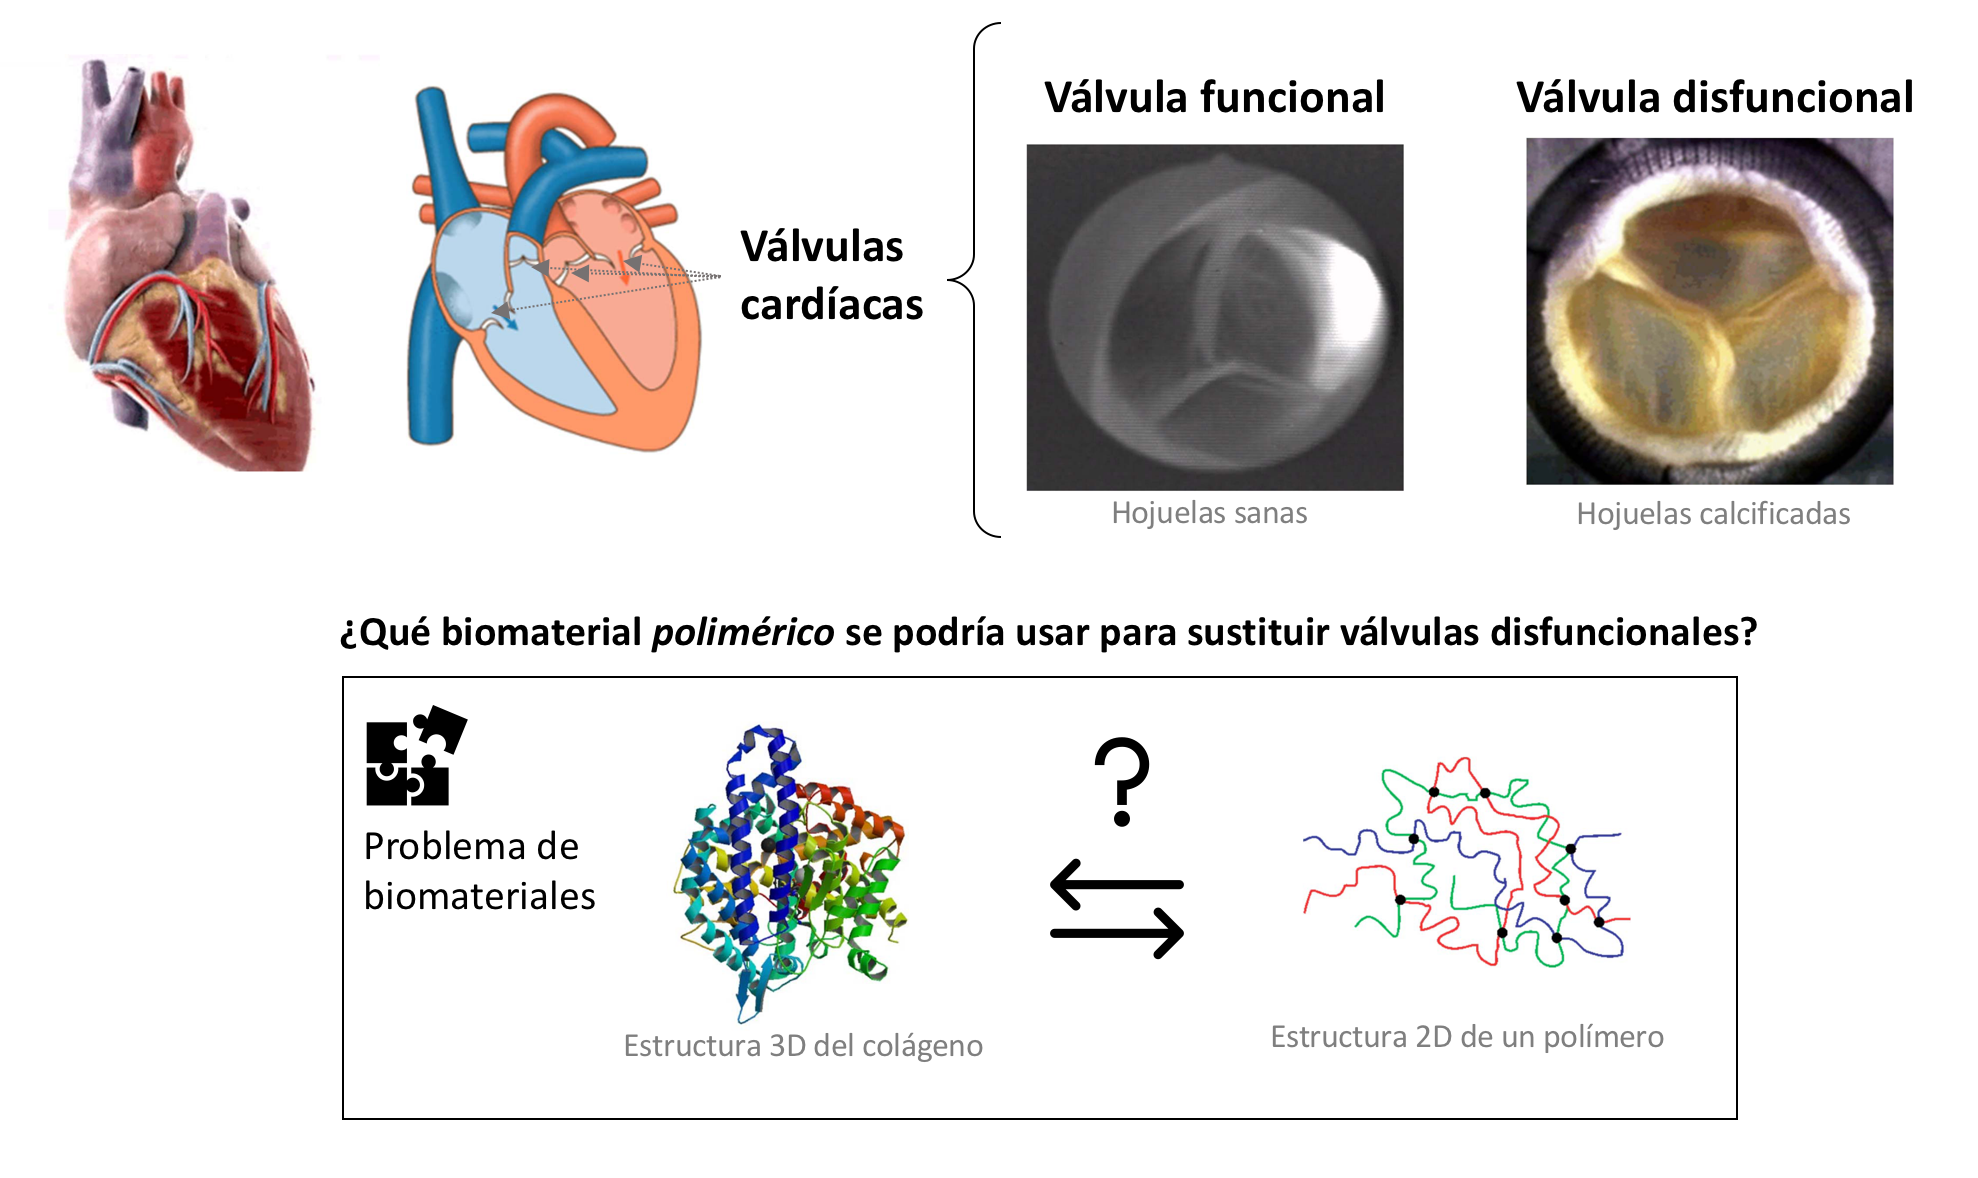 Válvula funcional
Válvula disfuncional
Válvulas
cardíacas
Hojuelas sanas
Hojuelas calcificadas
¿Qué biomaterial polimérico se podría usar para sustituir válvulas disfuncionales?
?
Problema de
biomateriales
Estructura 3D del colágeno
Estructura 2D de un polímero